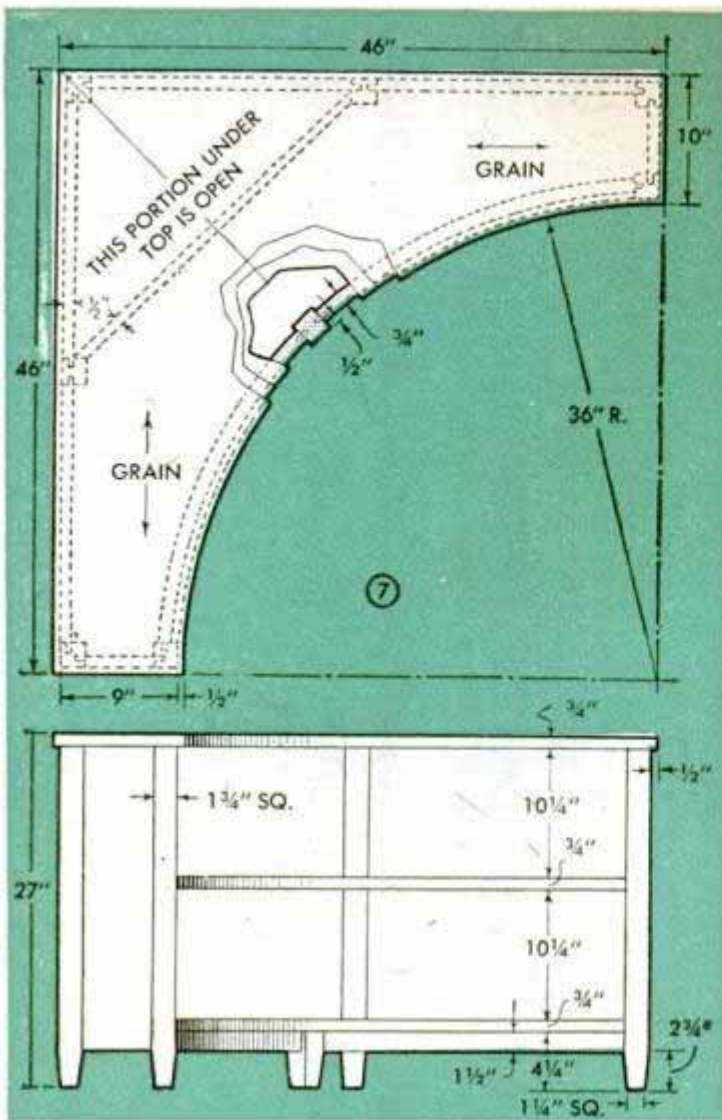 46"
46"
10"
GRAIN
THIS PORTION UNDER
TOP IS OPEN
1/2"
3/4"
1/2"
36" R.
GRAIN
7
9"
1/2"
3/4"
1/2"
1 3/4" SQ.
10 1/4"
3/4"
27"
10 1/4"
3/4"
2 3/4"
1 1/2"
4 1/4"
1 1/4" SQ.